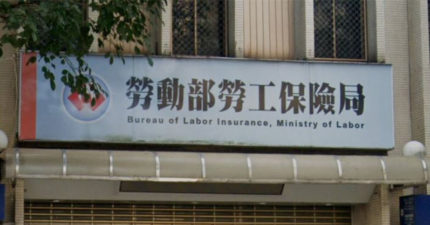 勞動部勞工保險局
Bureau of Labor Insurance, Ministry of Labor